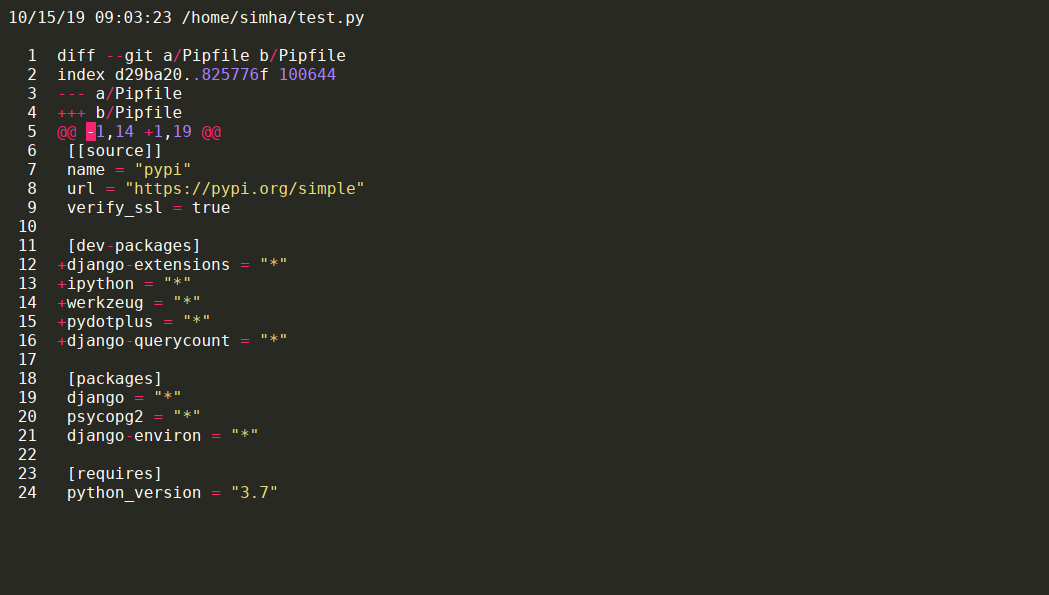 10/15/19 09:03:23 /home/simha/test.py
1 diff --git a/Pipfile b/Pipfile
2 index d29ba20..825776f 100644
3 --- a/Pipfile
4 +++ b/Pipfile
5 @@ -1,14 +1,19 @@
6  [[source]]
7  name = "pypi"
8  url = "https://pypi.org/simple"
9  verify_ssl = true
10
11  [dev-packages]
12 +django-extensions = "*"
13 +ipython = "*"
14 +werkzeug = "*"
15 +pydotplus = "*"
16 +django-querycount = "*"
17
18  [packages]
19  django = "*"
20  psycopg2 = "*"
21  django-environ = "*"
22
23  [requires]
24  python_version = "3.7"